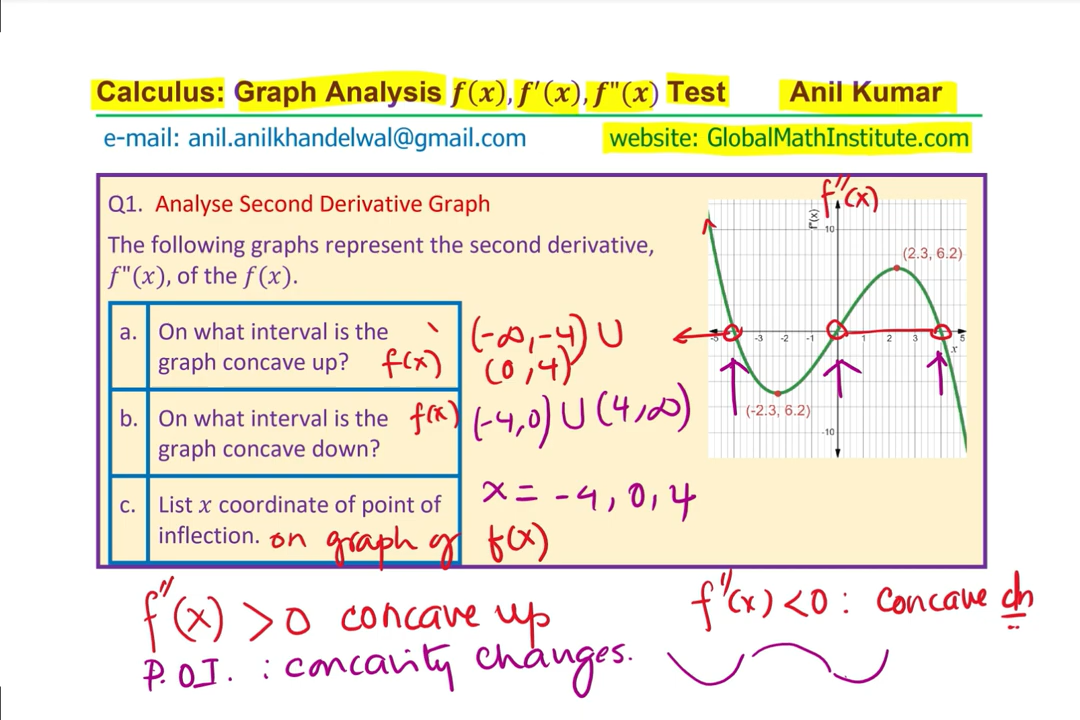 Calculus: Graph Analysis f(x), f'(x), f"(x) Test Anil Kumar
e-mail: anil.anilkhandelwal@gmail.com website: GlobalMathInstitute.com
Q1. Analyse Second Derivative Graph
The following graphs represent the second derivative,
f"(x), of the f(x).
a. On what interval is the
graph concave up? f(x)
(-∞,-4) U
(0,4)
b. On what interval is the
graph concave down?
f(x) (-4,0) U (4,∞)
c. List x coordinate of point of
inflection. on graph of f(x)
x = -4, 0, 4
f"(x)
f"(x)
10
(2.3, 6.2)
-5 -3 -2 -1 1 2 3 5
x
(-2.3, 6.2)
-10
f"(x) >0 concave up
f"(x) <0 : Concave dn
P.O.I. : concavity changes.